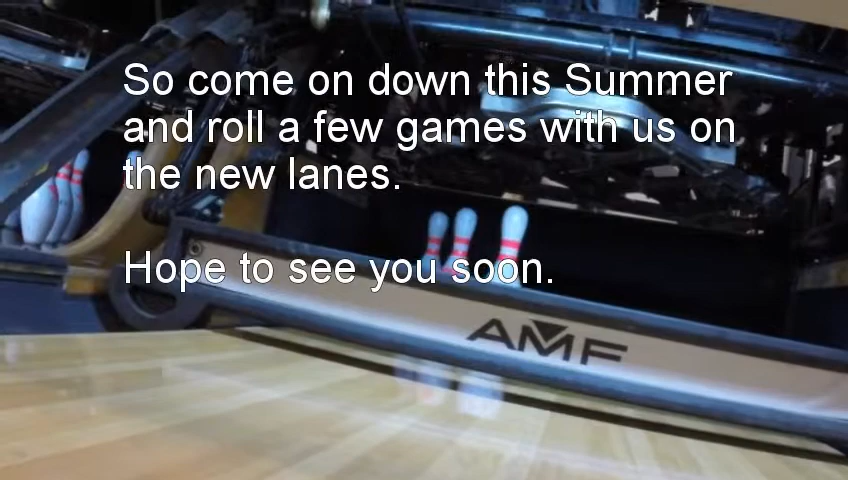 So come on down this Summer
and roll a few games with us on
the new lanes.
Hope to see you soon.
AMF